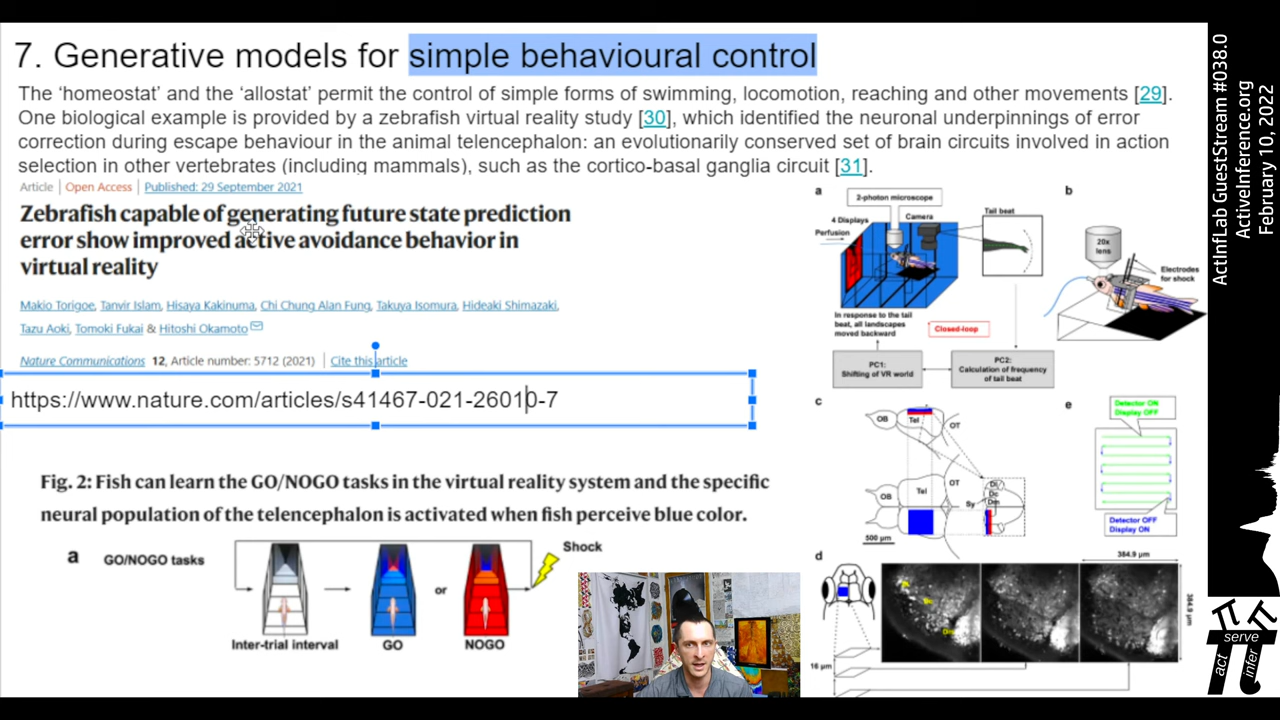 7. Generative models for simple behavioural control
The ‘homeostat’ and the ‘allostat’ permit the control of simple forms of swimming, locomotion, reaching and other movements [29].
One biological example is provided by a zebrafish virtual reality study [30], which identified the neuronal underpinnings of error
correction during escape behaviour in the animal telencephalon: an evolutionarily conserved set of brain circuits involved in action
selection in other vertebrates (including mammals), such as the cortico-basal ganglia circuit [31].
Article | Open Access | Published: 29 September 2021
Zebrafish capable of generating future state prediction
error show improved active avoidance behavior in
virtual reality
Makio Torigoe, Tanvir Islam, Hisaya Kakinuma, Chi Chung Alan Fung, Takuya Isomura, Hideaki Shimazaki,
Tazu Aoki, Tomoki Fukai & Hitoshi Okamoto
Nature Communications 12, Article number: 5712 (2021) | Cite this article
https://www.nature.com/articles/s41467-021-26010-7
Fig. 2: Fish can learn the GO/NOGO tasks in the virtual reality system and the specific
neural population of the telencephalon is activated when fish perceive blue color.
a
GO/NOGO tasks
Shock
or
Inter-trial interval
GO
NOGO
a
2-photon microscope
4 Displays
Camera
Tail beat
Perfusion
In response to the tail
beat, all landscapes
moved backward
Closed-loop
PC1:
Shifting of VR world
PC2:
Calculation of frequency
of tail beat
b
20x
lens
Electrodes
for shock
c
OB
Tel
OT
OB
Tel
OT
Sy
Dl
Dc
Dm
500 µm
e
Detector ON
Display OFF
Detector OFF
Display ON
d
384.9 µm
384.9 µm
16 µm
ActInfLab GuestStream #038.0
ActiveInference.org
February 10, 2022
act
serve
infer